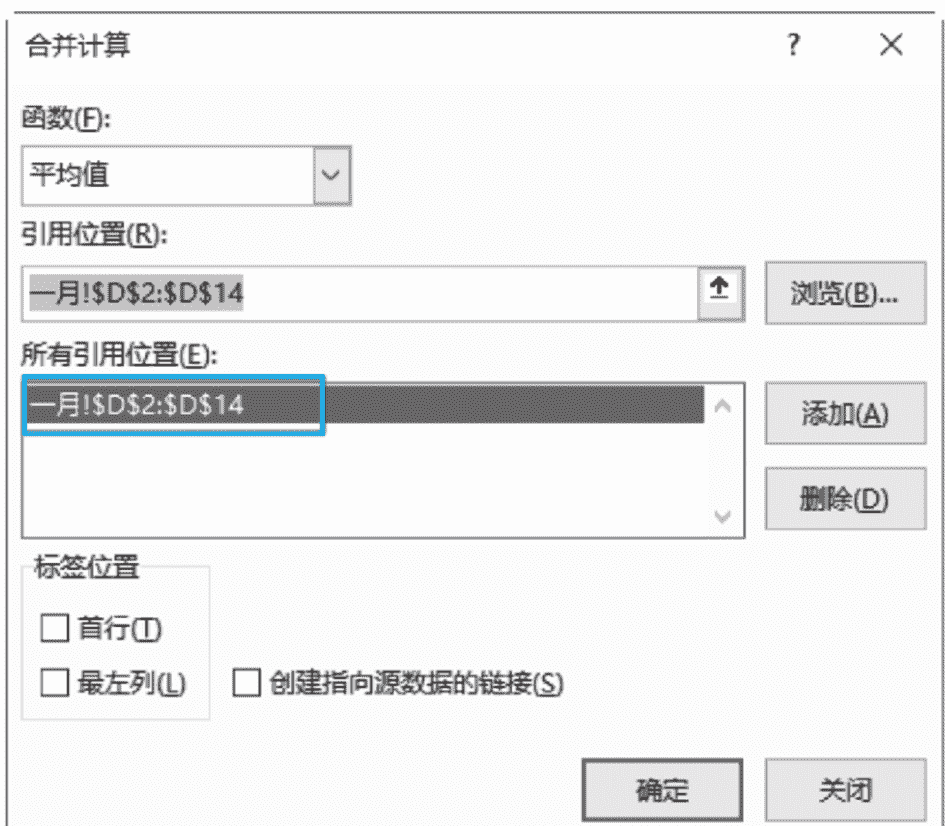 合并计算 ?
函数(F):
平均值
引用位置(R):
一月!$D$2:$D$14
浏览(B)...
所有引用位置(E):
一月!$D$2:$D$14
添加(A)
删除(D)
标签位置
首行(T)
最左列(L) 创建指向源数据的链接(S)
确定 关闭